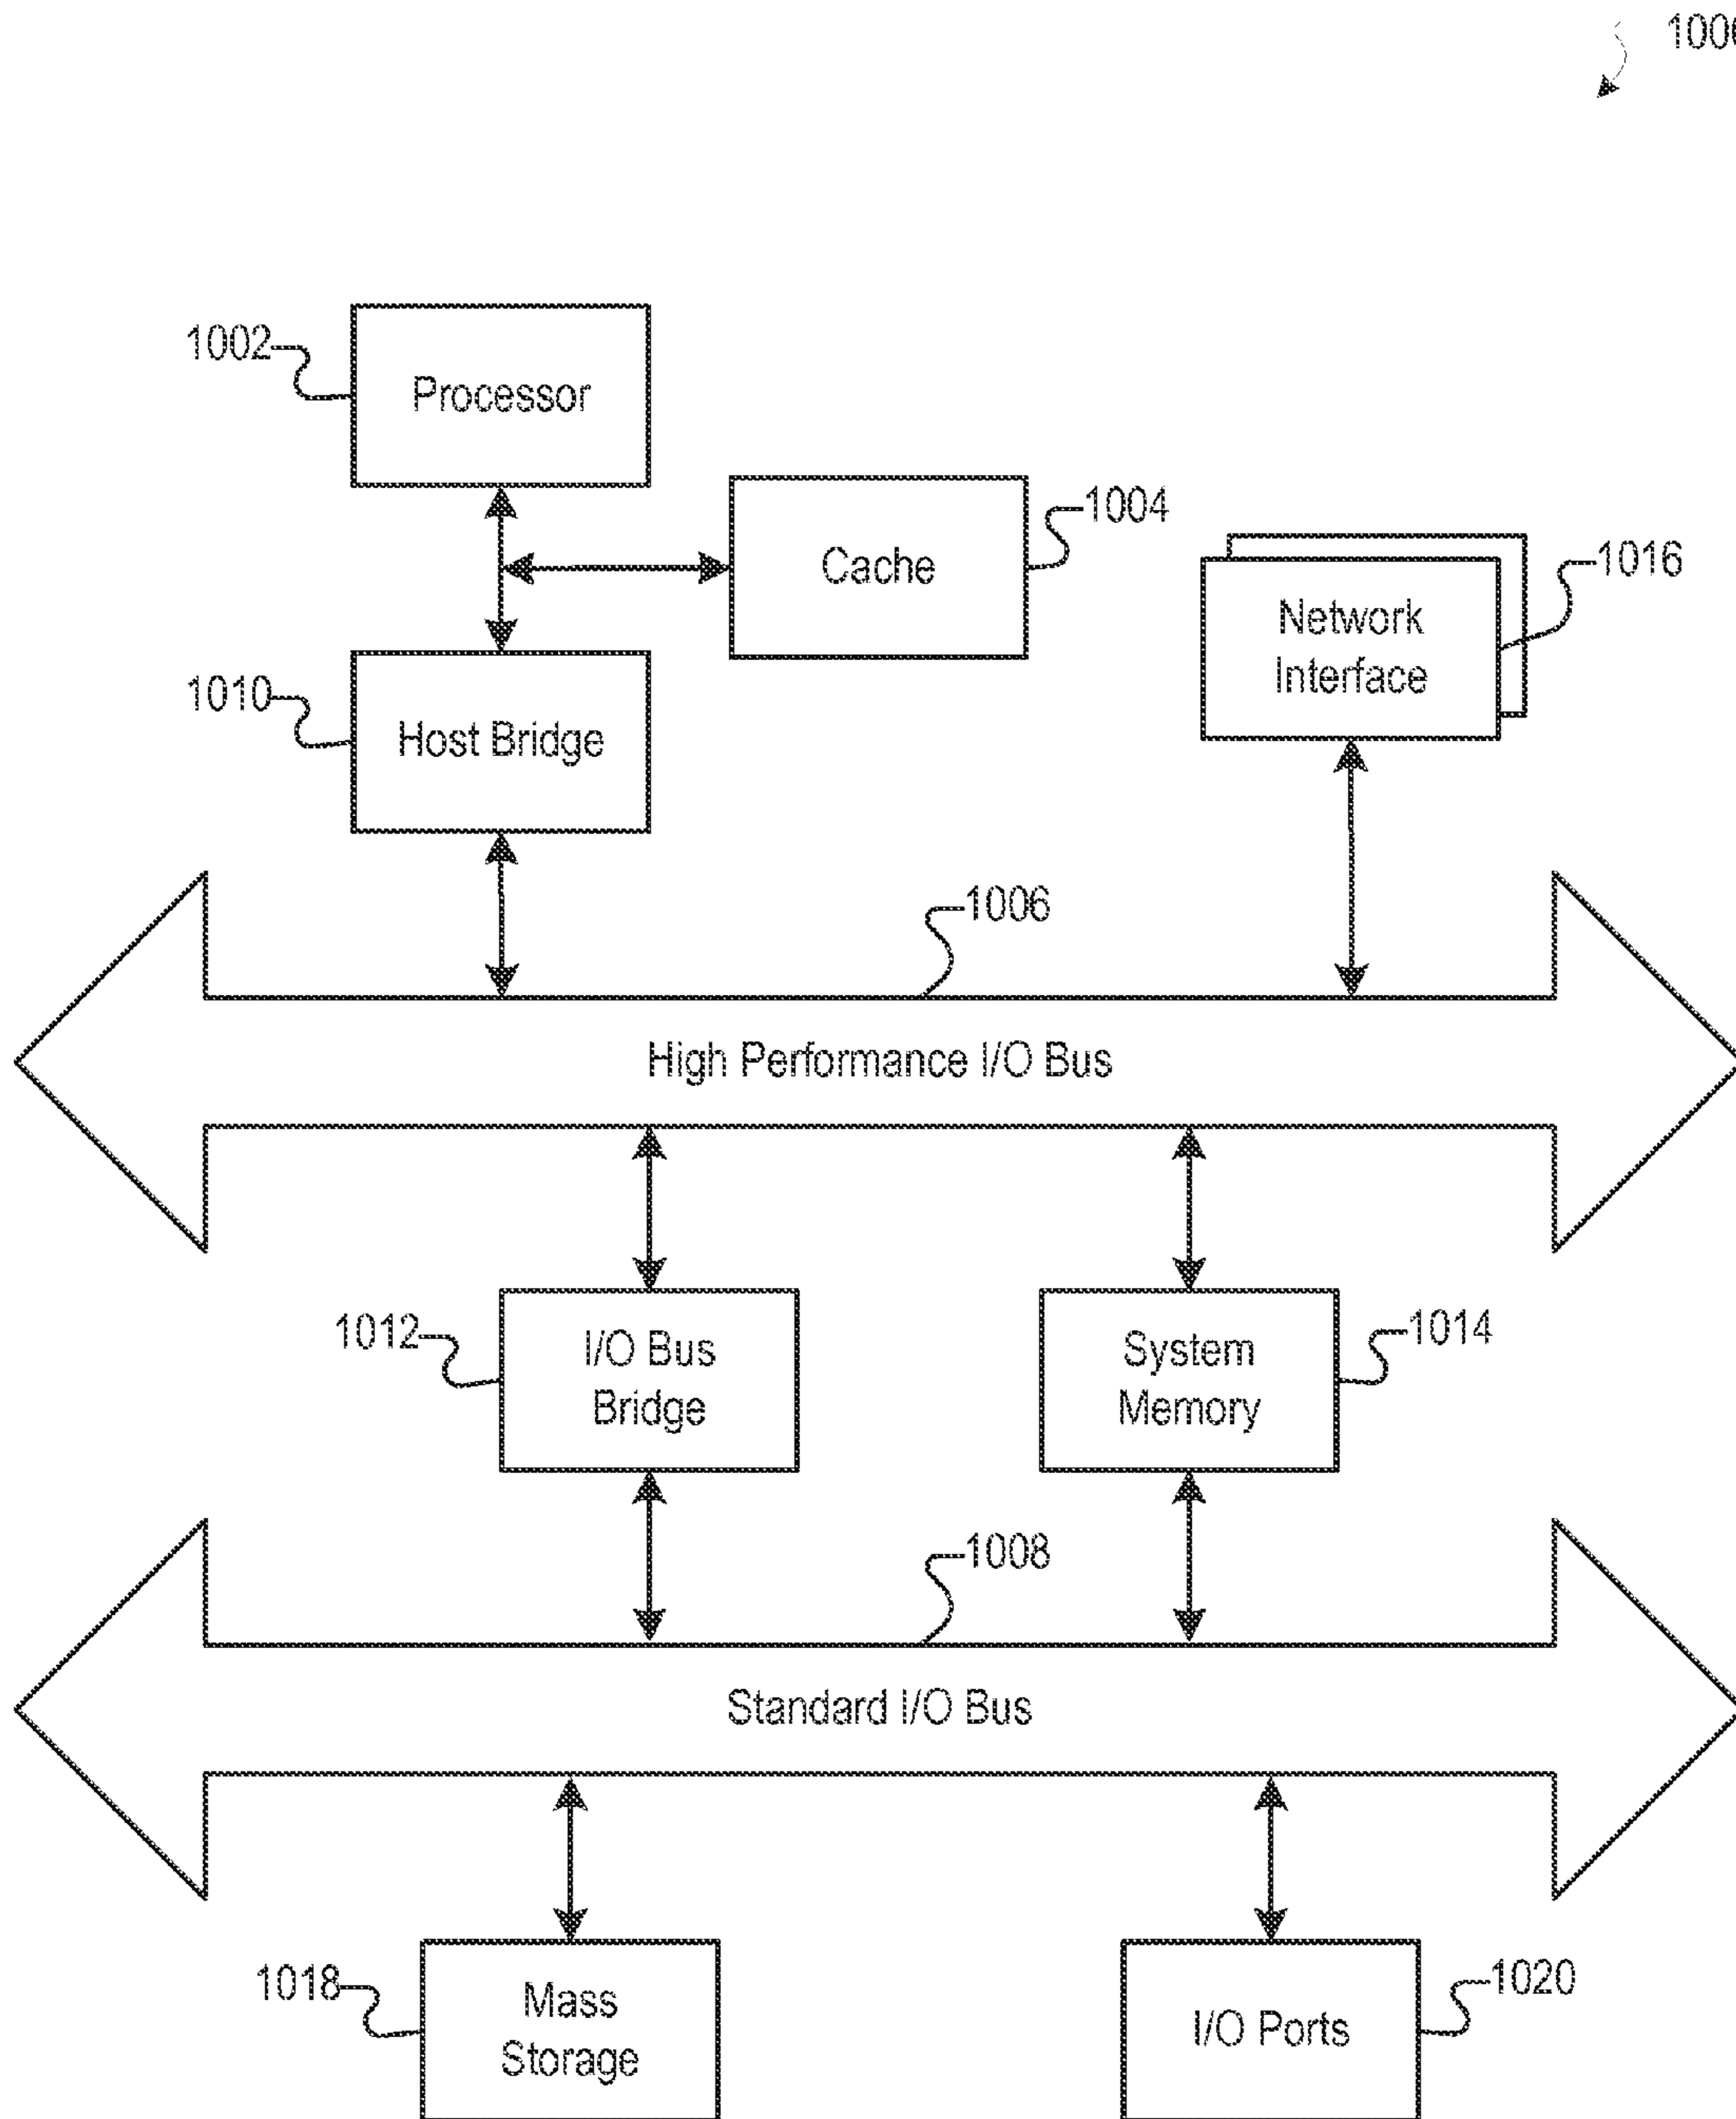 1000
1002
Processor
Cache
1004
Network
Interface
1016
1010
Host Bridge
1006
High Performance I/O Bus
1012
I/O Bus
Bridge
System
Memory
1014
1008
Standard I/O Bus
1018
Mass
Storage
I/O Ports
1020